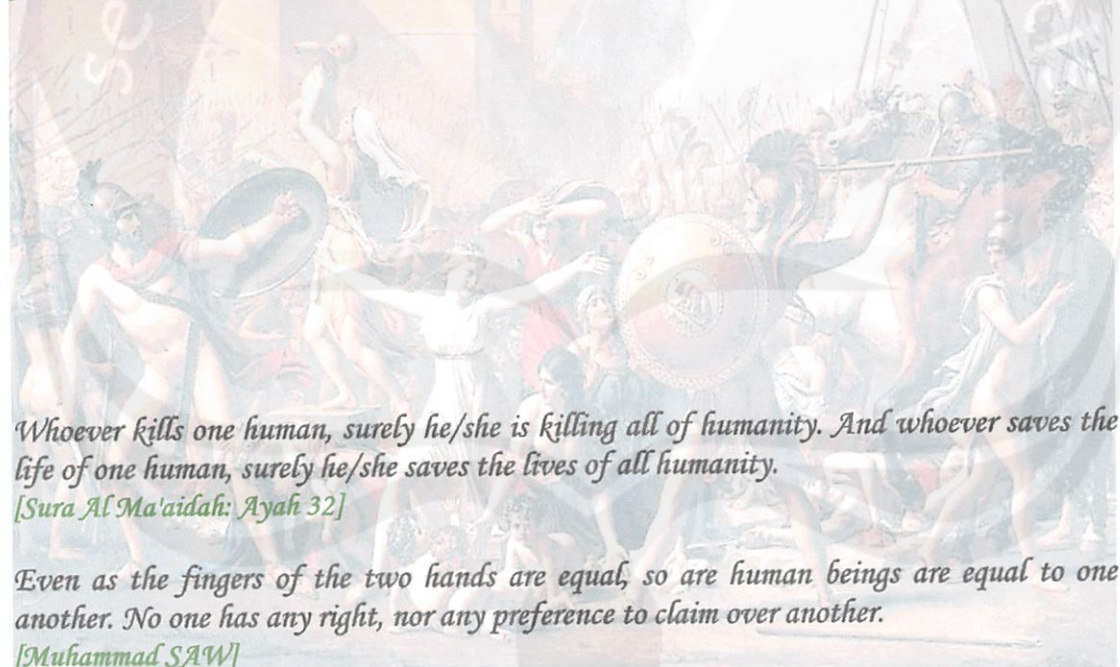 Se
Whoever kills one human, surely he/she is killing all of humanity. And whoever saves the
life of one human, surely he/she saves the lives of all humanity.
[Sura Al Ma'aidah: Ayah 32]
Even as the fingers of the two hands are equal, so are human beings are equal to one
another. No one has any right, nor any preference to claim over another.
[Muhammad SAW]